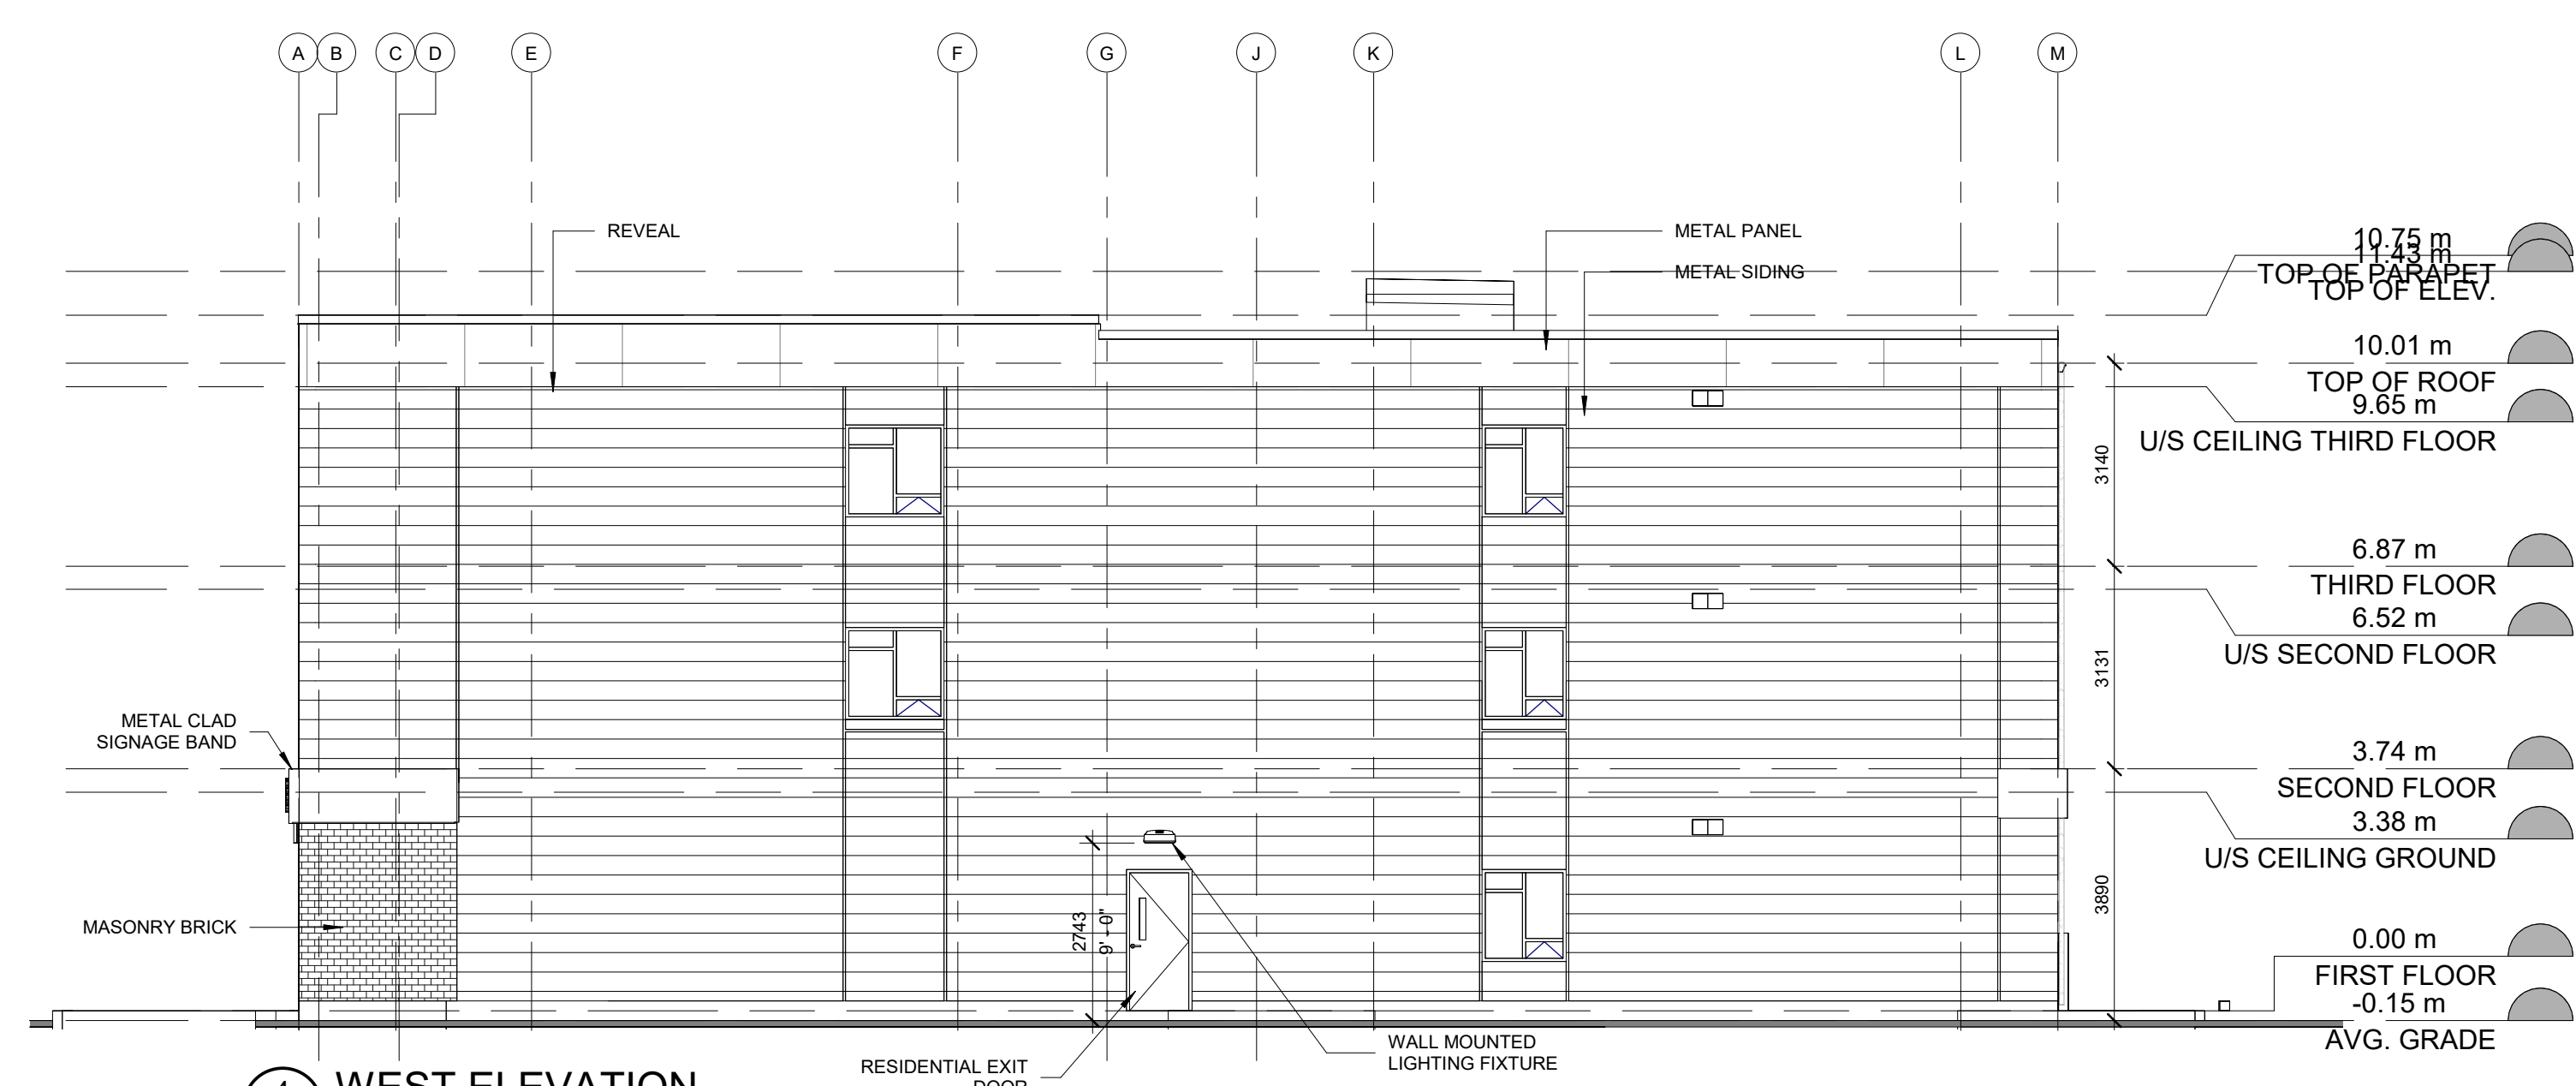 A
B
C
D
E
F
G
J
K
L
M
REVEAL
METAL PANEL
METAL SIDING
10.75 m
TOP OF PARAPET
11.43 m
TOP OF ELEV.
10.01 m
TOP OF ROOF
9.65 m
U/S CEILING THIRD FLOOR
3140
6.87 m
THIRD FLOOR
6.52 m
U/S SECOND FLOOR
3131
METAL CLAD
SIGNAGE BAND
3.74 m
SECOND FLOOR
3.38 m
U/S CEILING GROUND
3890
MASONRY BRICK
2743
9' - 0"
0.00 m
FIRST FLOOR
-0.15 m
AVG. GRADE
WALL MOUNTED
LIGHTING FIXTURE
RESIDENTIAL EXIT
DOOR
WEST ELEVATION